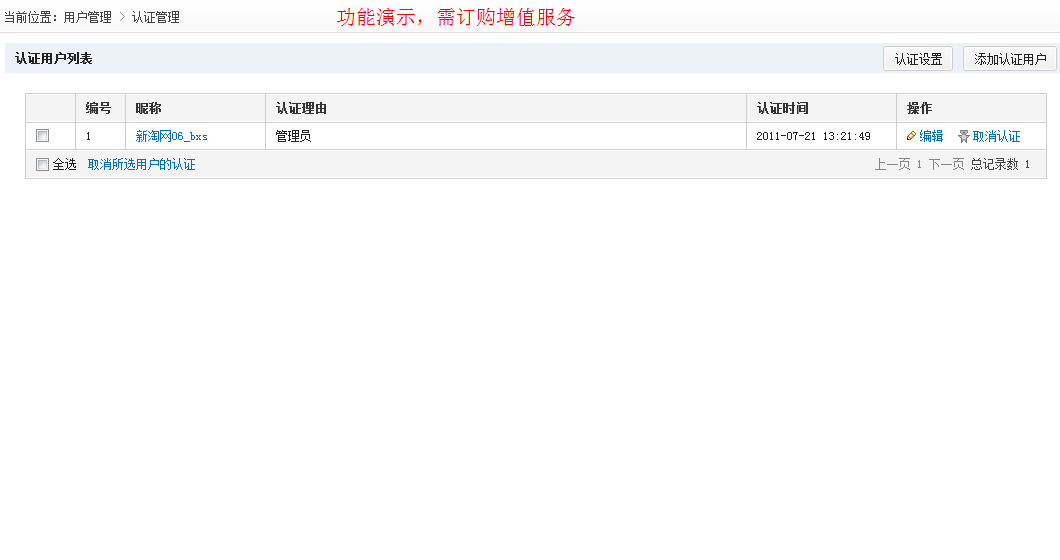 当前位置：用户管理 > 认证管理 功能演示，需订购增值服务
认证用户列表 认证设置 添加认证用户
编号 昵称 认证理由 认证时间 操作
1 新淘网06_bxs 管理员 2011-07-21 13:21:49 编辑 取消认证
全选 取消所选用户的认证 上一页 1 下一页 总记录数 1